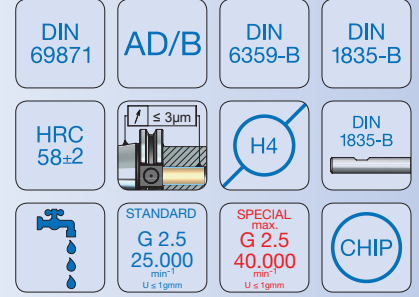 DIN
69871
AD/B
DIN
6359-B
DIN
1835-B
HRC
58±2
↗ ≤ 3µm
H4
DIN
1835-B
STANDARD
G 2.5
25.000
min⁻¹
U ≤ 1gmm
SPECIAL
max.
G 2.5
40.000
min⁻¹
U ≤ 1gmm
CHIP